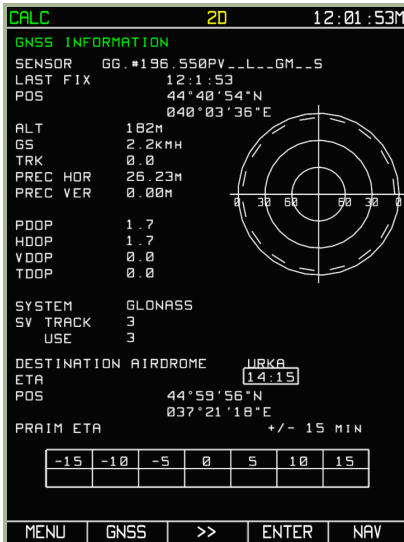 CALC 2D 12:01:53M
GNSS INFORMATION
SENSOR GG.#196.550PV__L__GM__S
LAST FIX 12:1:53
POS 44°40'54"N
040°03'36"E
ALT 182M
GS 2.2KMH
TRK 0.0
PREC HOR 26.23M
PREC VER 0.00M
0 30 60 60 30 0
PDOP 1.7
HDOP 1.7
VDOP 0.0
TDOP 0.0
SYSTEM GLONASS
SV TRACK 3
USE 3
DESTINATION AIRDROME URKA
ETA 14:15
POS 44°59'56"N
037°21'18"E
PRAIM ETA +/- 15 MIN
-15 -10 -5 0 5 10 15
MENU GNSS >> ENTER NAV